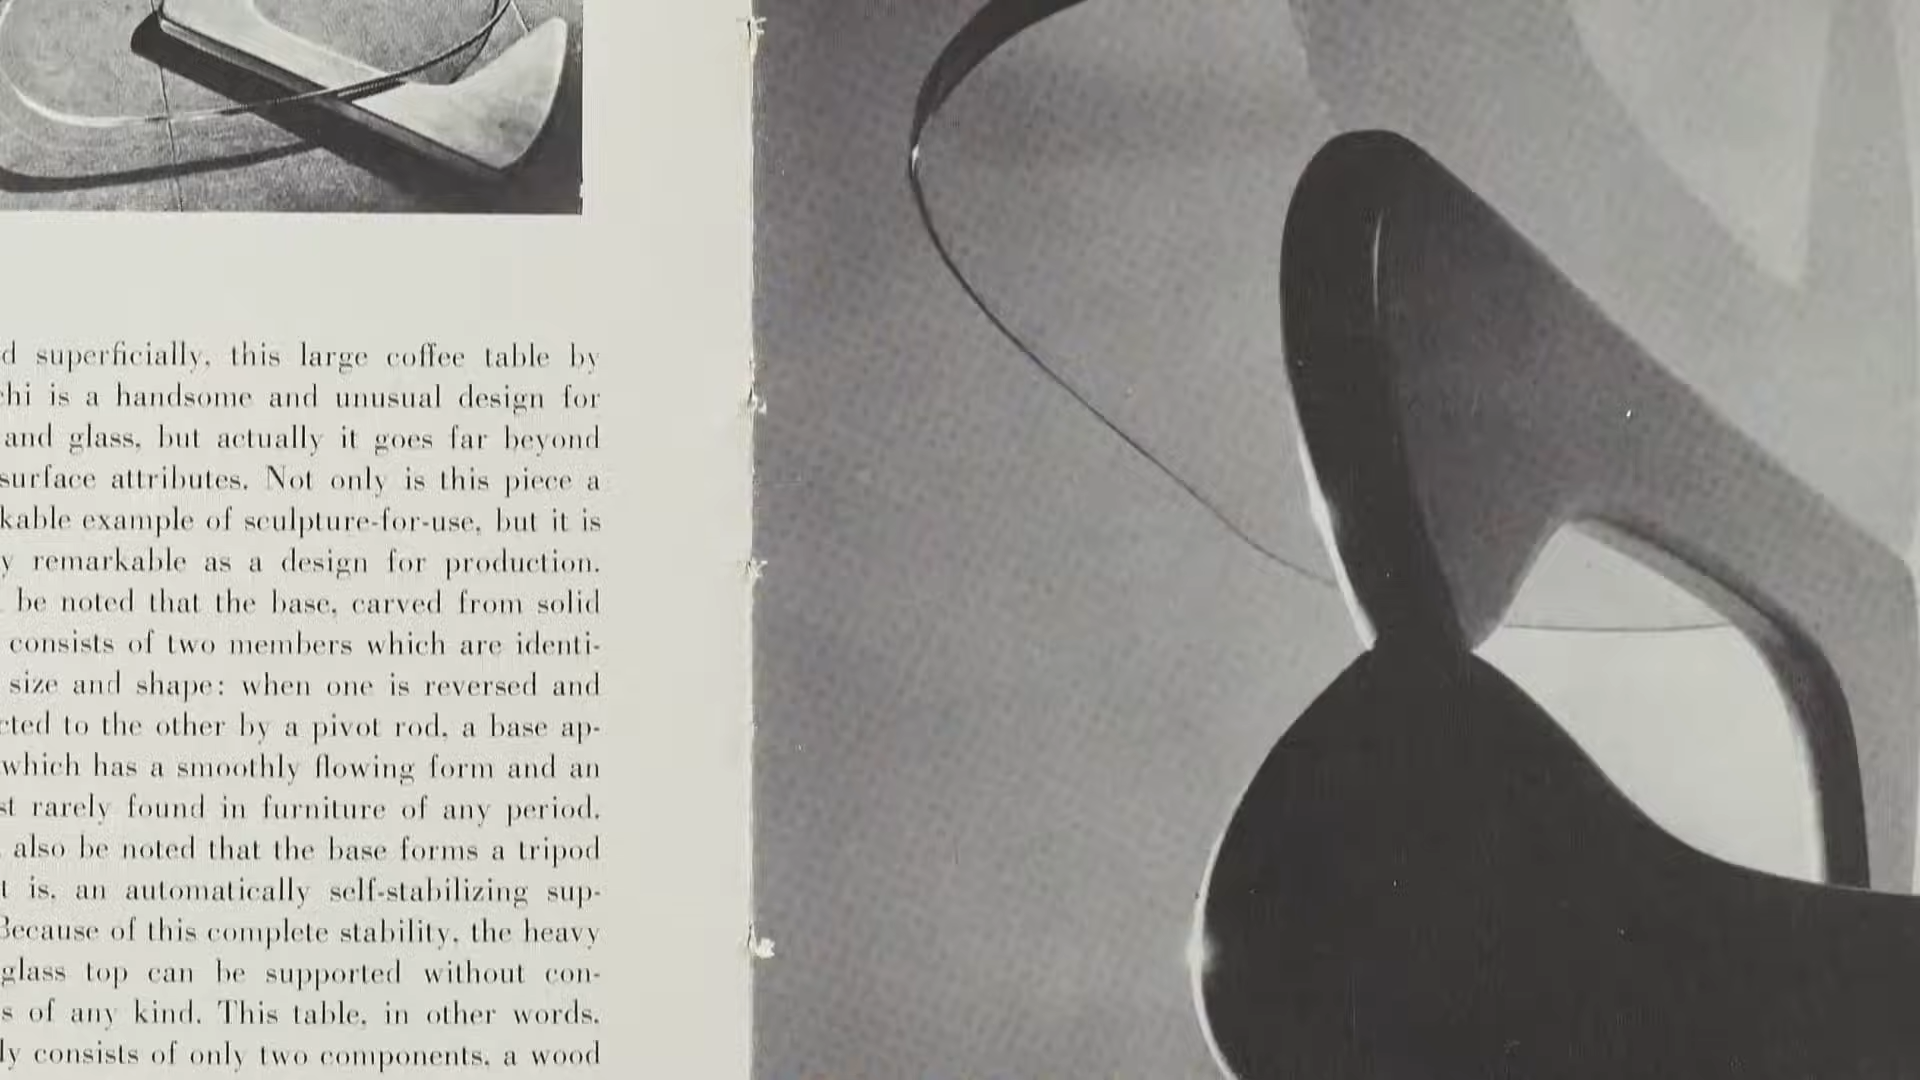 d superficially, this large coffee table by
chi is a handsome and unusual design for
and glass, but actually it goes far beyond
surface attributes. Not only is this piece a
kable example of sculpture-for-use, but it is
y remarkable as a design for production.
be noted that the base, carved from solid
consists of two members which are identi-
size and shape: when one is reversed and
cted to the other by a pivot rod, a base ap-
which has a smoothly flowing form and an
st rarely found in furniture of any period.
also be noted that the base forms a tripod
t is, an automatically self-stabilizing sup-
Because of this complete stability, the heavy
glass top can be supported without con-
s of any kind. This table, in other words,
ly consists of only two components, a wood